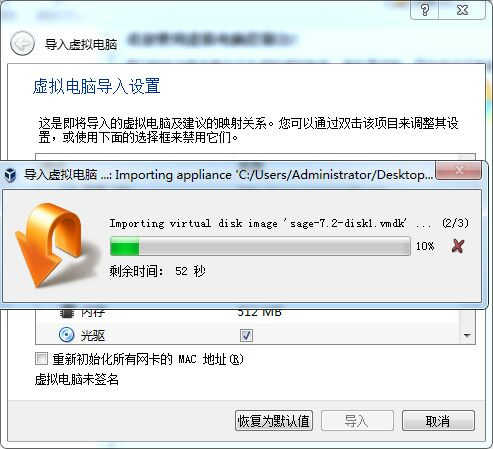 导入虚拟电脑
虚拟电脑导入设置
这是即将导入的虚拟电脑及建议的映射关系。您可以通过双击该项目来调整其设
置，或使用下面的选择框来禁用它们。
导入虚拟电脑 ...: Importing appliance 'C:/Users/Administrator/Desktop...
Importing virtual disk image 'sage-7.2-disk1.vmdk' ... (2/3)
10%
剩余时间： 52 秒
内存 512 MB
光驱
重新初始化所有网卡的 MAC 地址(R)
虚拟电脑未签名
恢复为默认值 导入 取消